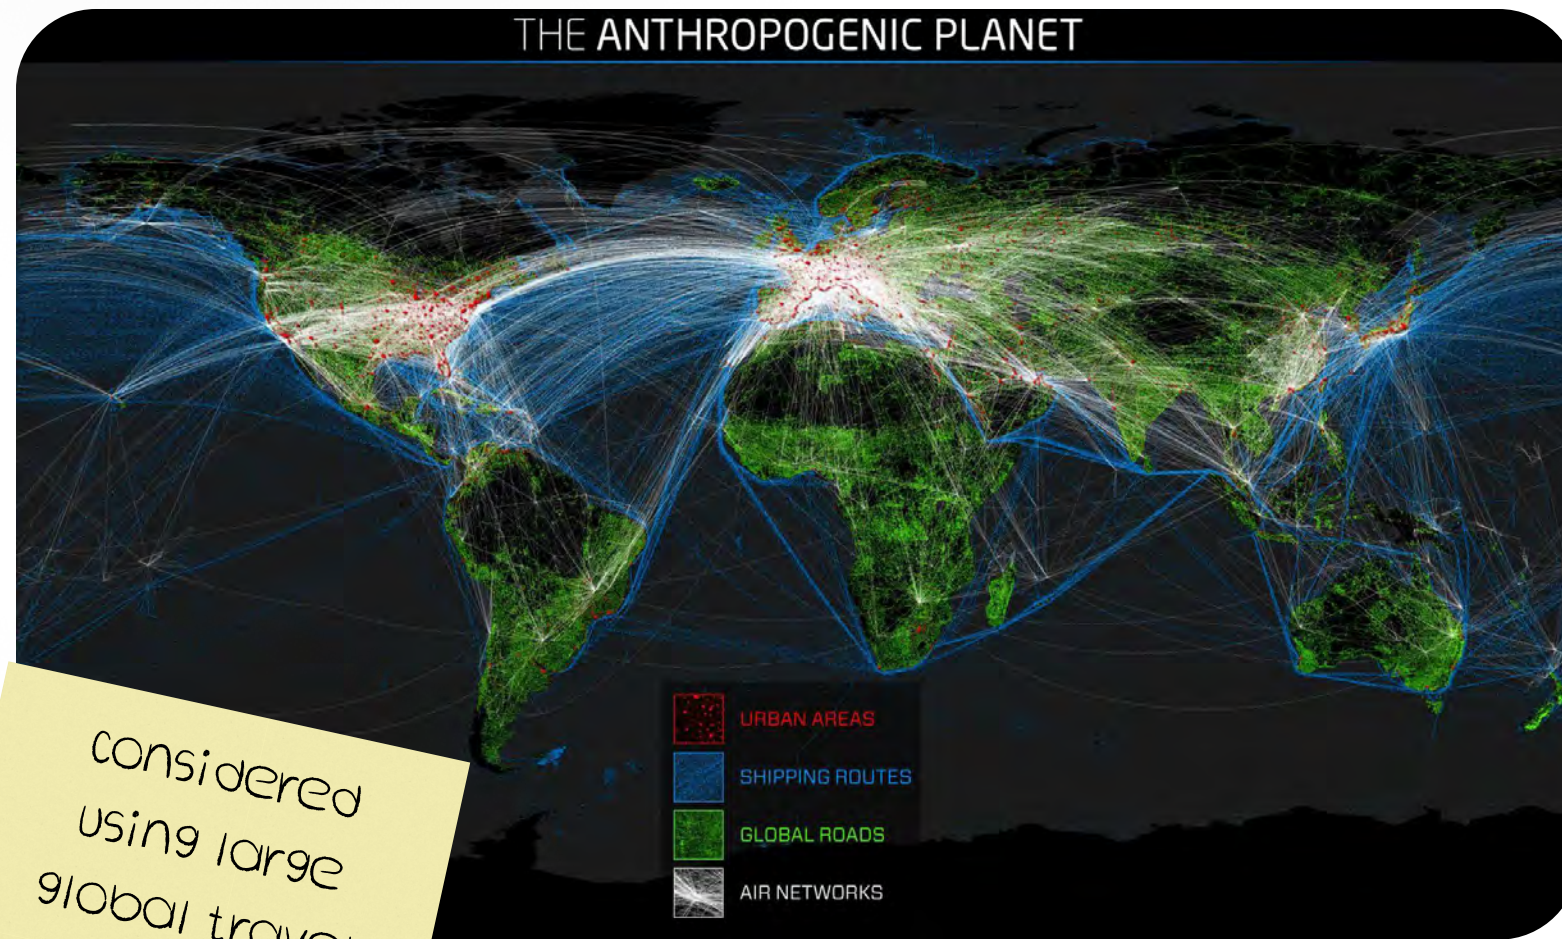 THE ANTHROPOGENIC PLANET
URBAN AREAS
SHIPPING ROUTES
GLOBAL ROADS
AIR NETWORKS
considered
using large
global